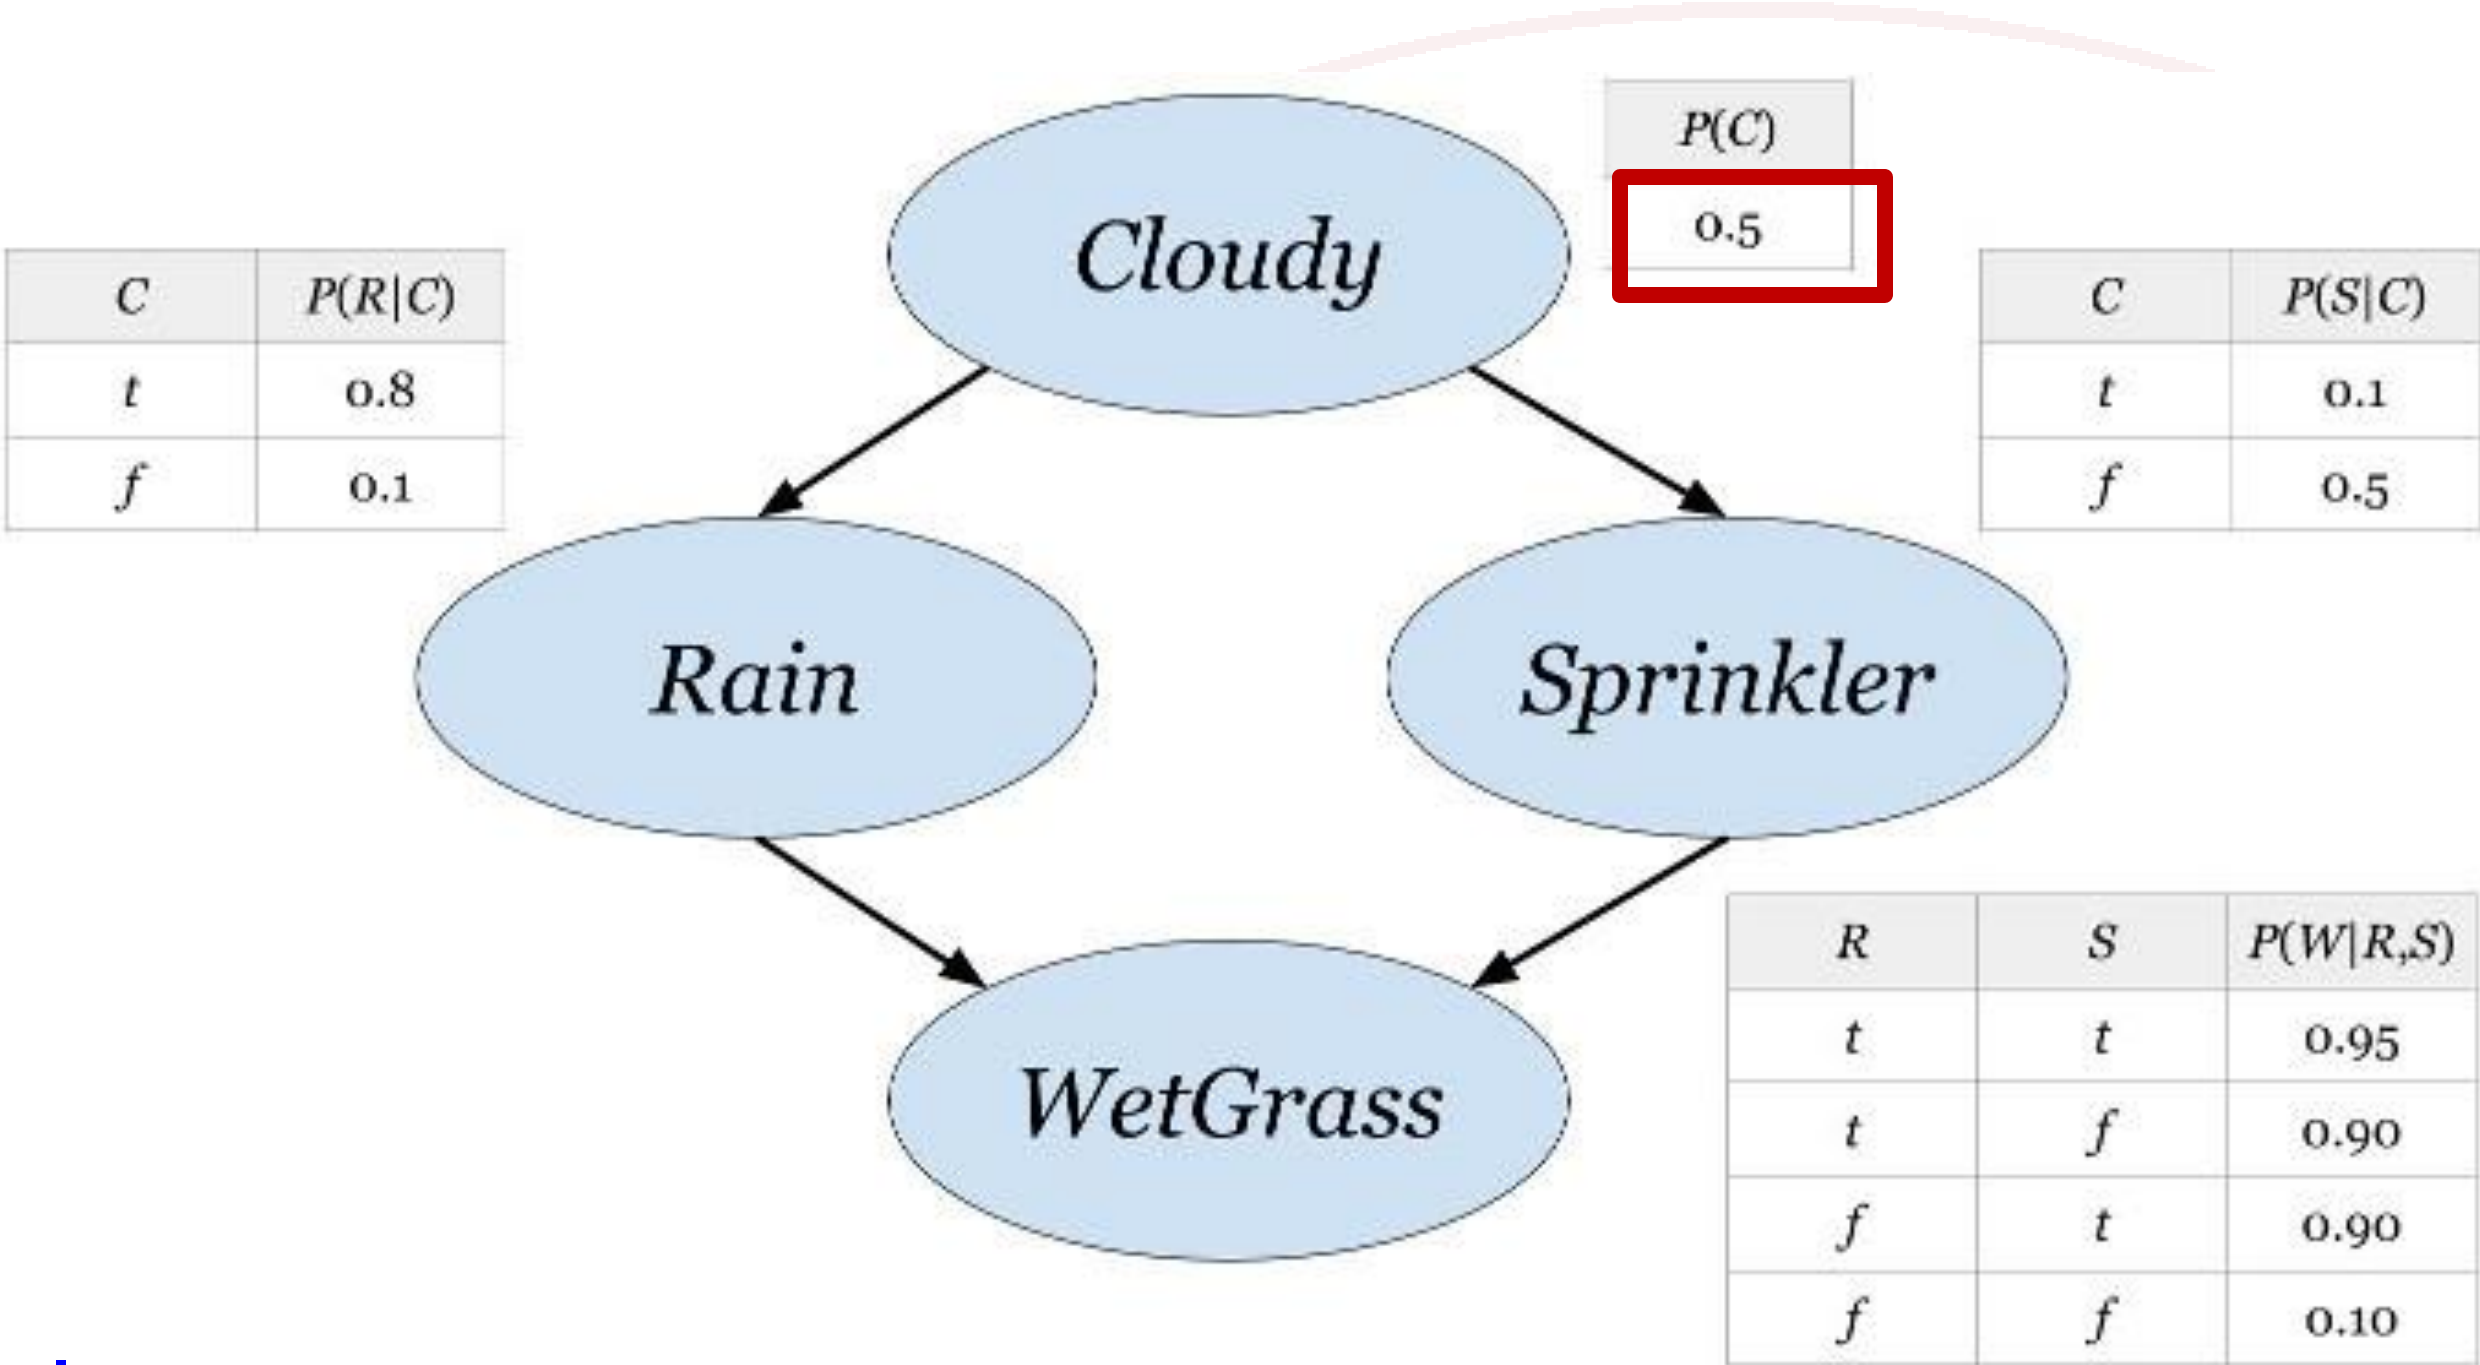 P(C)
0.5
Cloudy
C P(R|C)
t 0.8
f 0.1
C P(S|C)
t 0.1
f 0.5
Rain
Sprinkler
WetGrass
R S P(W|R,S)
t t 0.95
t f 0.90
f t 0.90
f f 0.10